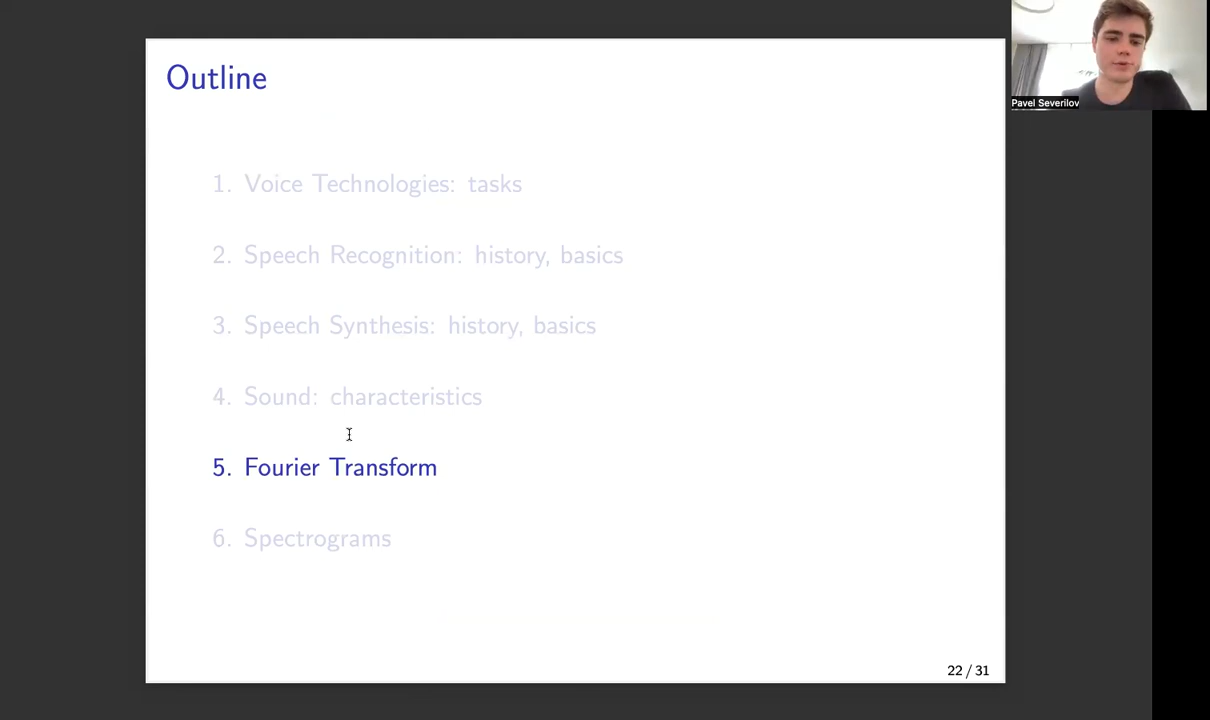 Outline
Pavel Severilov
1. Voice Technologies: tasks
2. Speech Recognition: history, basics
3. Speech Synthesis: history, basics
4. Sound: characteristics
5. Fourier Transform
6. Spectrograms
22 / 31